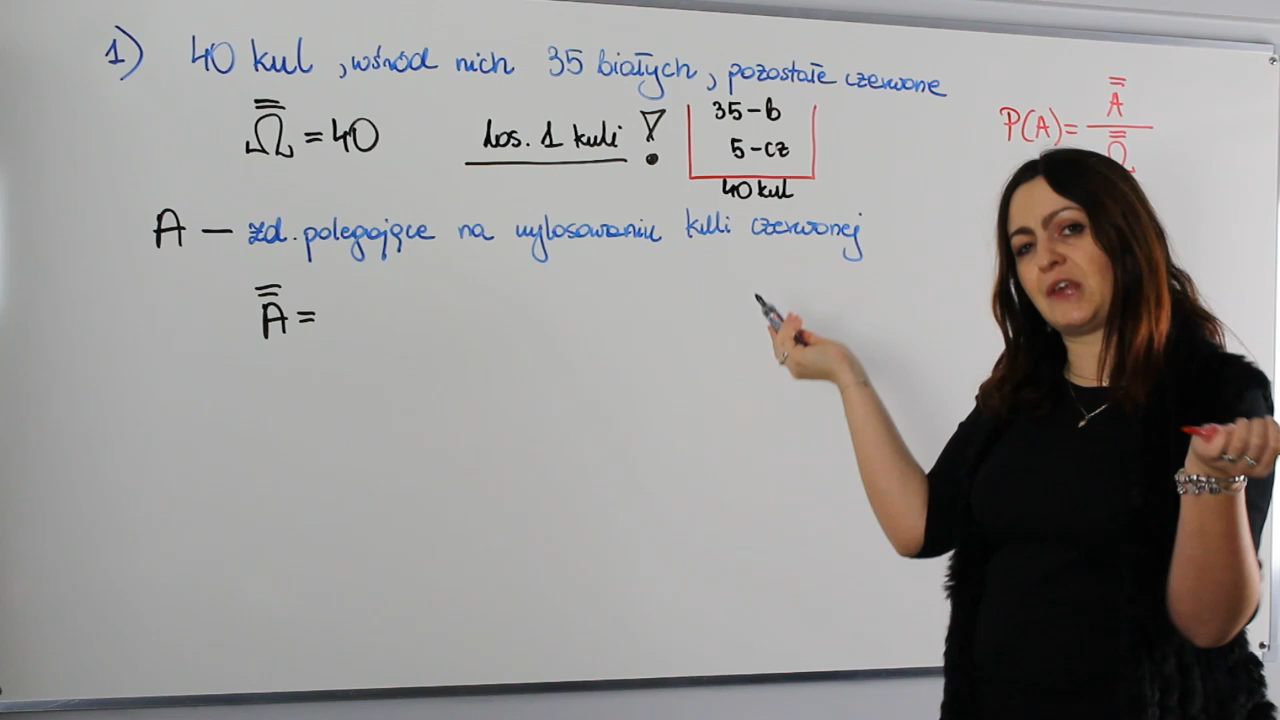 1) 40 kul, wśród nich 35 białych, pozostałe czerwone
Ω̿ = 40
Los. 1 kuli !
35-b
5-cz
40 kul
P(A) = A̿ / Ω̿
A — zd. polegające na wylosowaniu kuli czerwonej
A̿ =